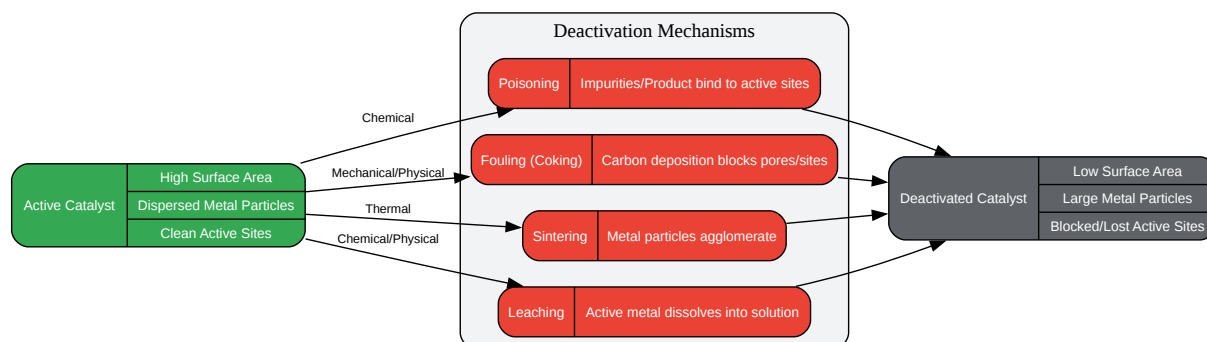 Deactivation Mechanisms
Poisoning
Impurities/Product bind to active sites
Chemical
Fouling (Coking)
Carbon deposition blocks pores/sites
Active Catalyst
High Surface Area
Dispersed Metal Particles
Clean Active Sites
Mechanical/Physical
Thermal
Chemical/Physical
Sintering
Metal particles agglomerate
Leaching
Active metal dissolves into solution
Deactivated Catalyst
Low Surface Area
Large Metal Particles
Blocked/Lost Active Sites